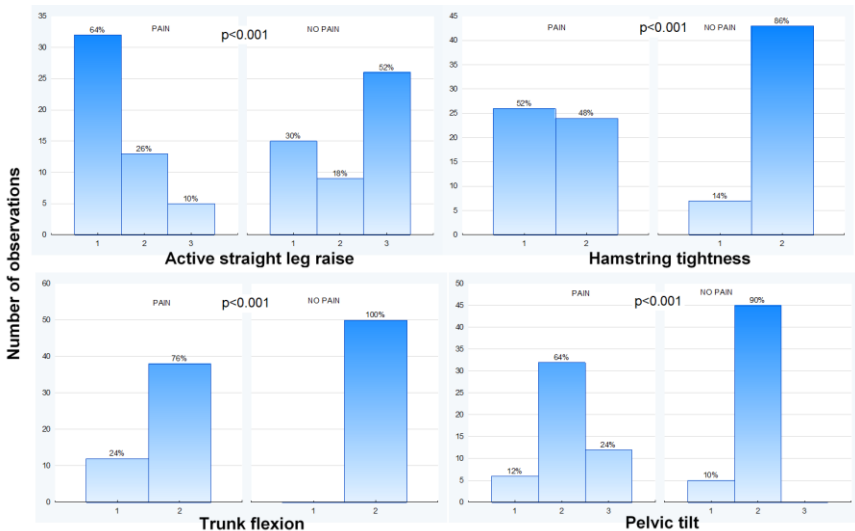 Number of observations
35
30
25
20
15
10
5
0
PAIN
p<0.001
NO PAIN
64%
26%
10%
30%
18%
52%
1 2 3 1 2 3
Active straight leg raise
45
40
35
30
25
20
15
10
5
0
PAIN
p<0.001
NO PAIN
52%
48%
14%
86%
1 2 1 2
Hamstring tightness
60
50
40
30
20
10
0
PAIN
p<0.001
NO PAIN
24%
76%
100%
1 2 1 2
Trunk flexion
50
45
40
35
30
25
20
15
10
5
0
PAIN
p<0.001
NO PAIN
12%
64%
24%
10%
90%
1 2 3 1 2 3
Pelvic tilt